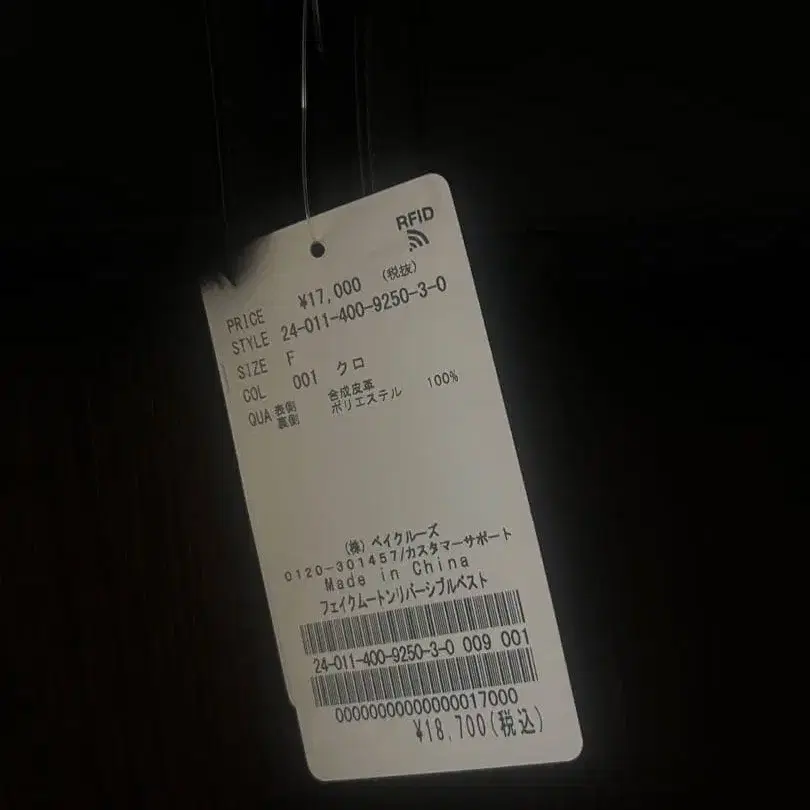 RFID
PRICE ¥17,000 (税抜)
STYLE 24-011-400-9250-3-0
SIZE F
COL 001 クロ
QUA 表側 合成皮革
裏側 ポリエステル 100%
(株) ベイクルーズ
0120-301457/カスタマーサポート
Made in China
フェイクムートンリバーシブルベスト
24-011-400-9250-3-0 009 001
00000000000000017000
¥18,700(税込)